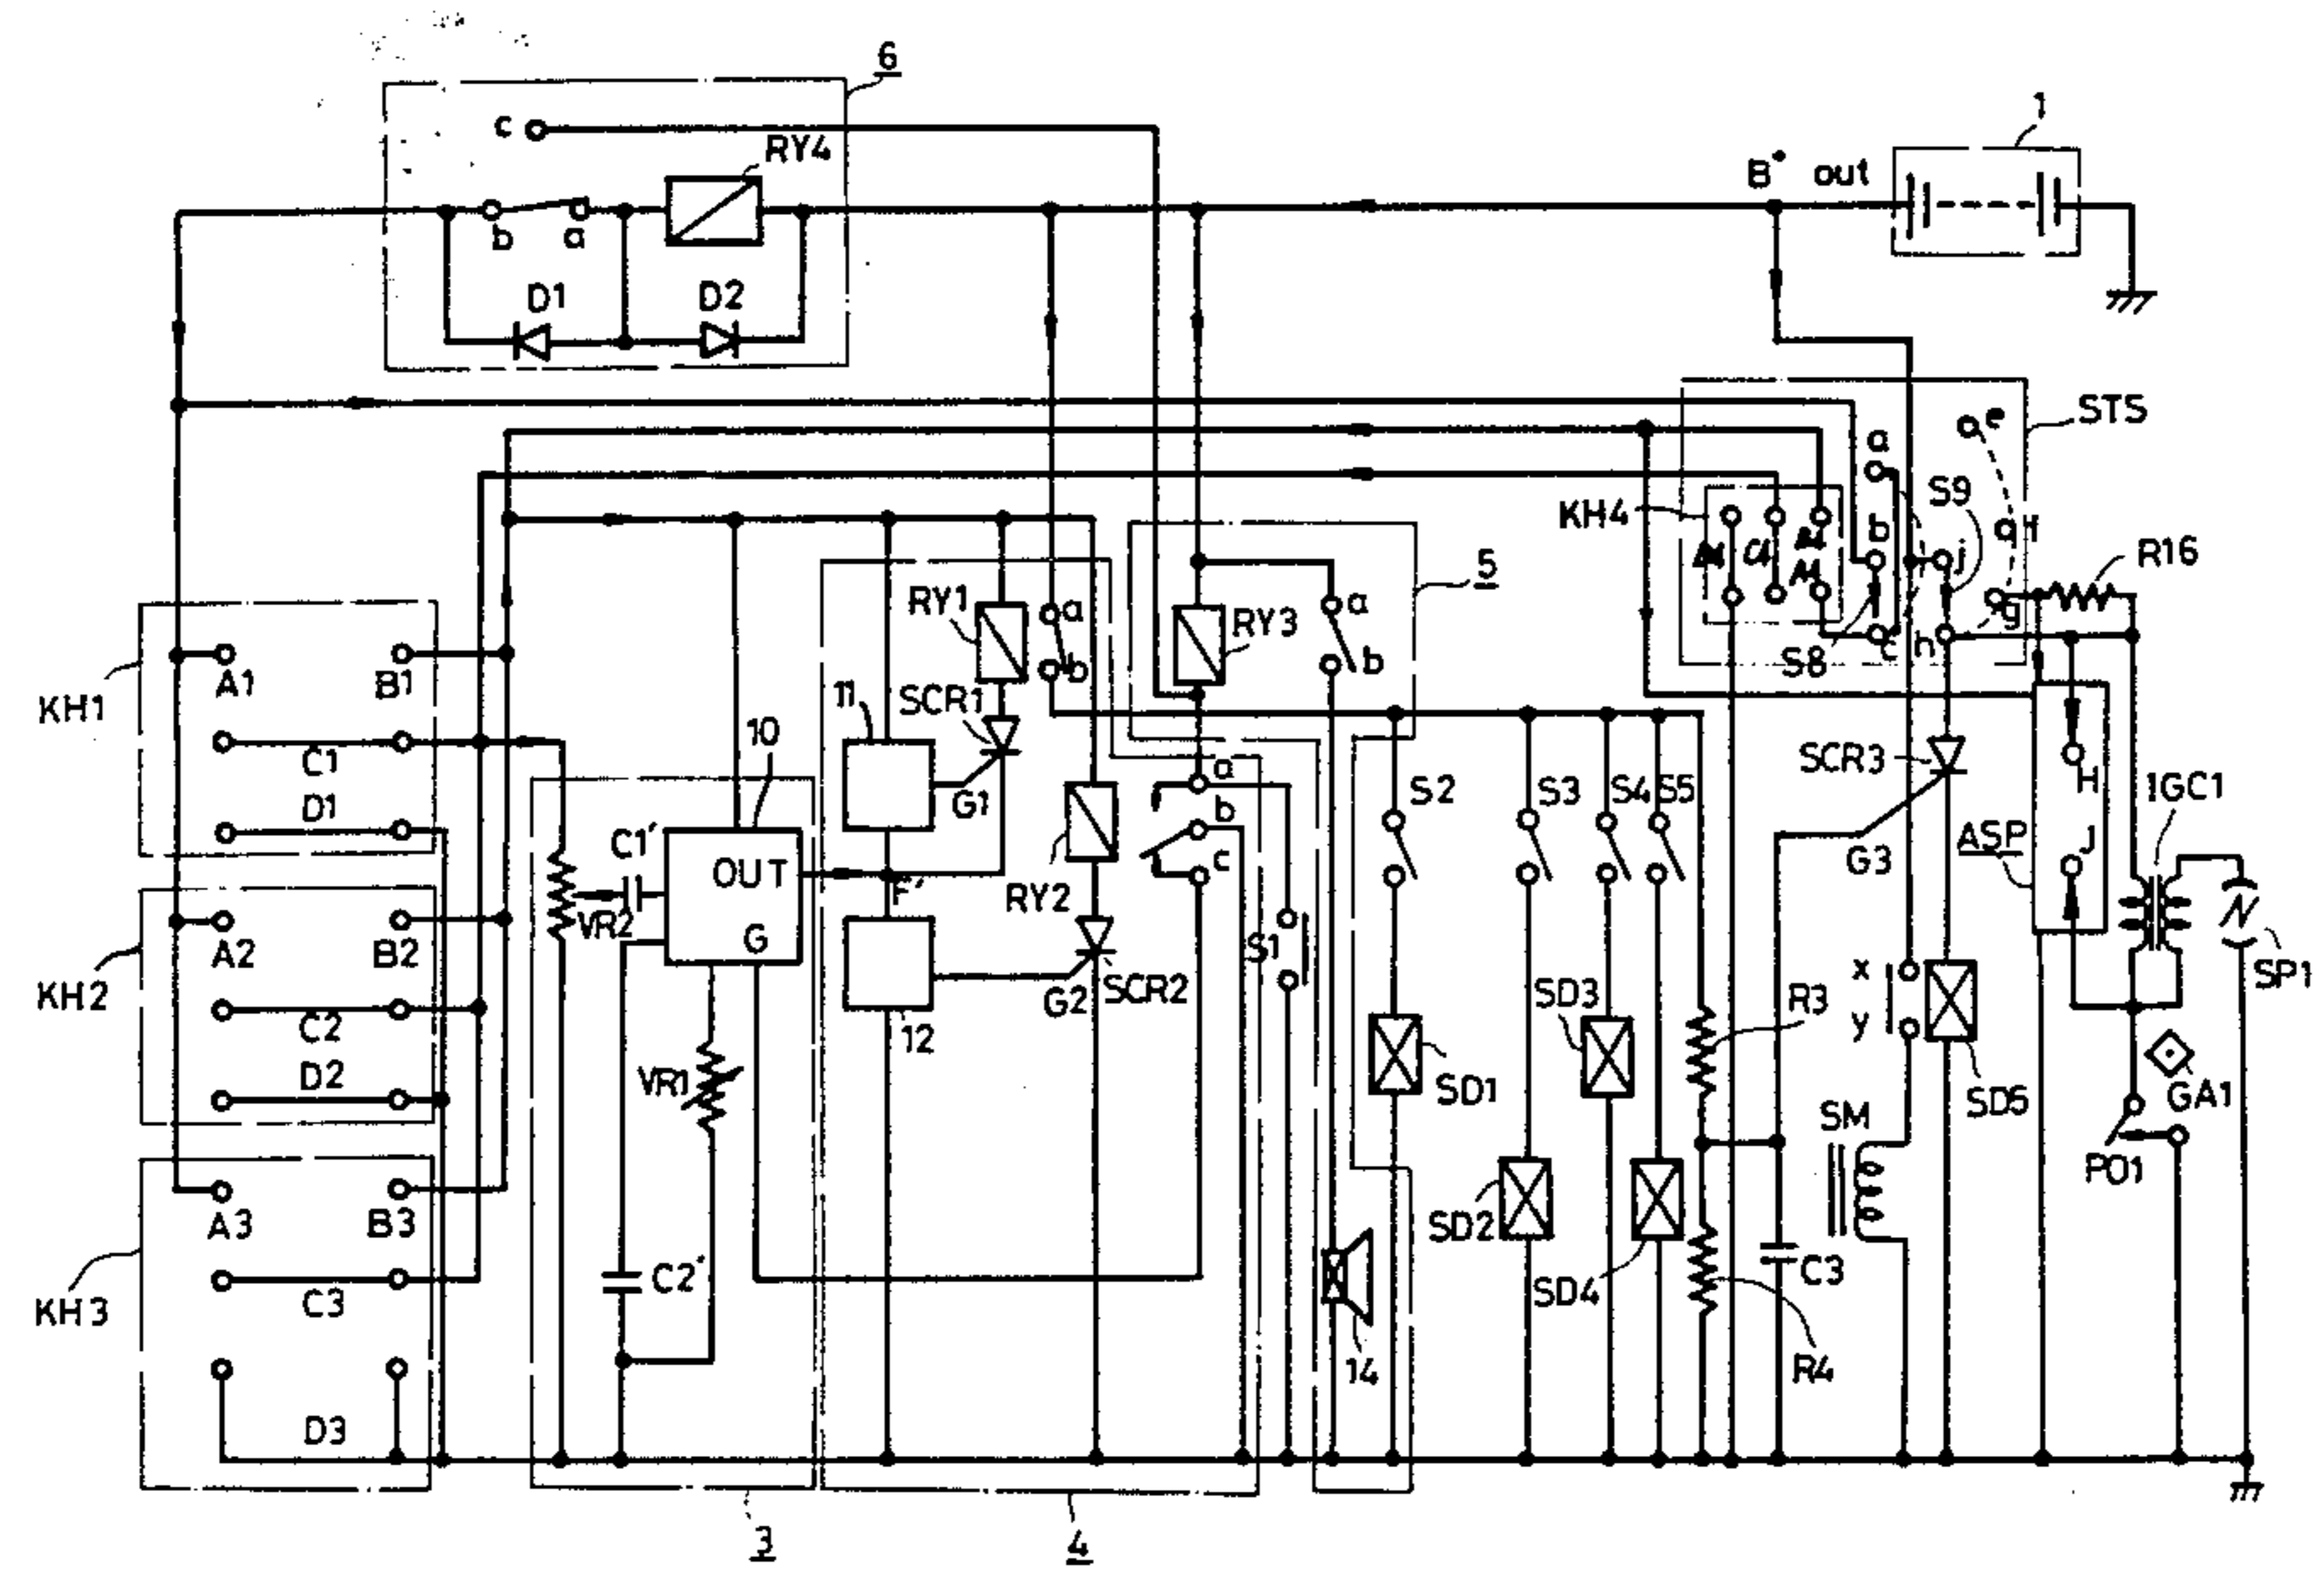 6
1
c
RY4
B+ out
b a
D1
D2
STS
e
a
S9
KH4
b
j
f
R16
g
h
c
S8
5
RY1
a
b
RY3
a
b
A1
B1
KH1
C1
D1
11
SCR1
10
G1
a
b
c
S2
S3
S4
S5
SCR3
G3
H
J
ASP
IGC1
C1'
OUT
G
VR2
F'
RY2
12
G2
SCR2
S1
A2
B2
KH2
C2
D2
VR1
SD1
SD3
R3
x
y
SD5
SP1
GA1
PO1
SM
A3
B3
KH3
C3
D3
C2'
SD2
SD4
C3
R4
14
3
4